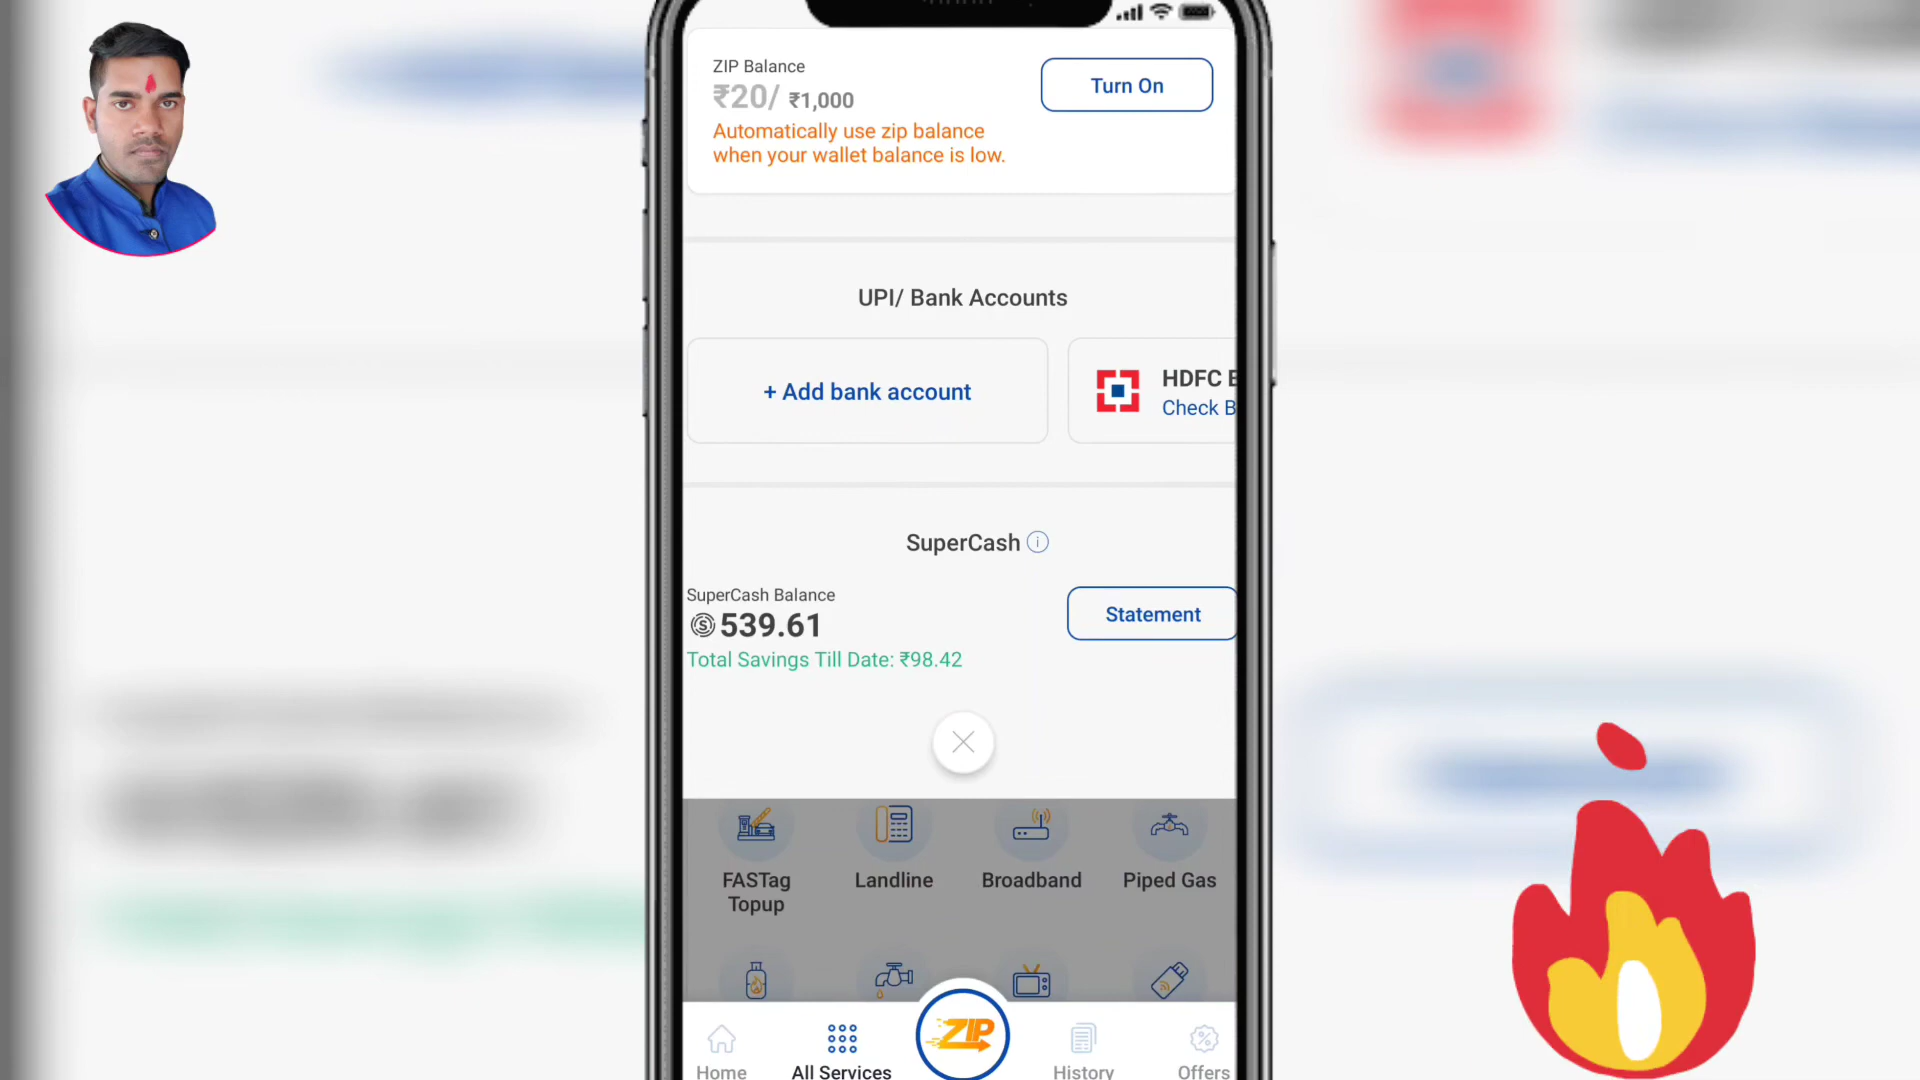 ZIP Balance
₹20/ ₹1,000
Turn On
Automatically use zip balance
when your wallet balance is low.
UPI/ Bank Accounts
+ Add bank account
HDFC
Check
SuperCash
SuperCash Balance
539.61
Statement
Total Savings Till Date: ₹98.42
FASTag
Topup
Landline
Broadband
Piped Gas
ZIP
Home
All Services
History
Offers